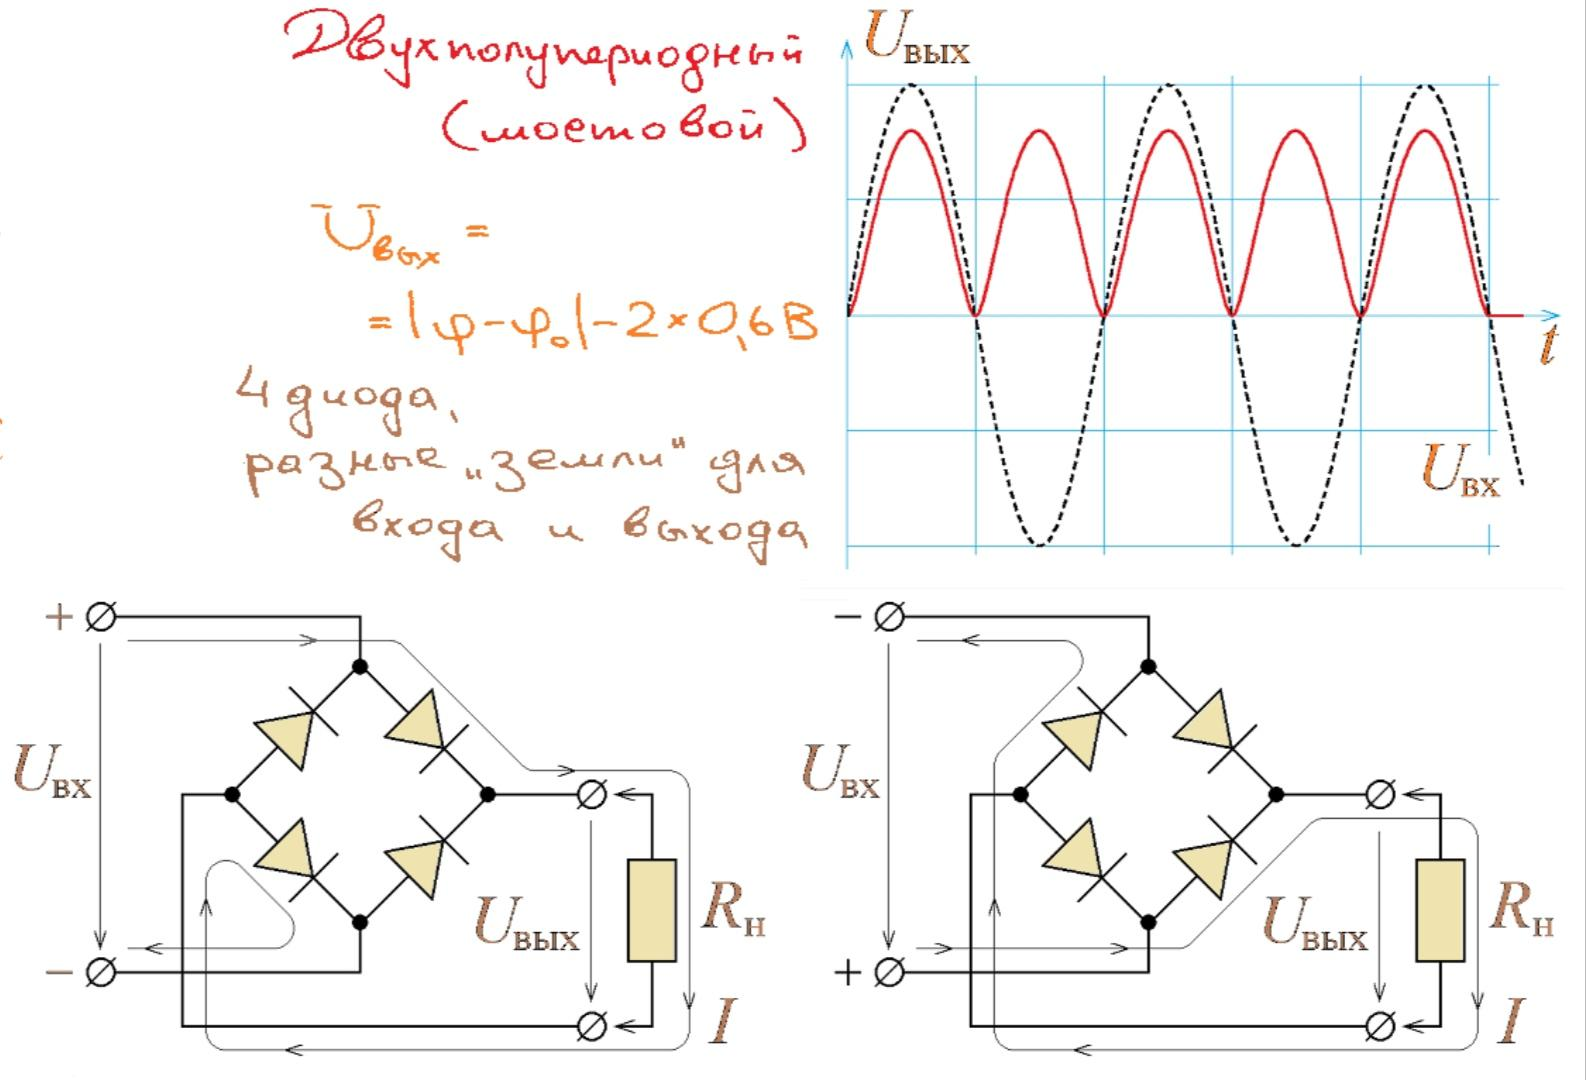 Двухполупериодный
(мостовой)
Uвых =
= |φ-φ₀|-2×0,6В
4 диода,
разные „земли" для
входа и выхода
Uвых
t
Uвх
+
Uвх
−
Uвых
Rн
I
−
Uвх
+
Uвых
Rн
I